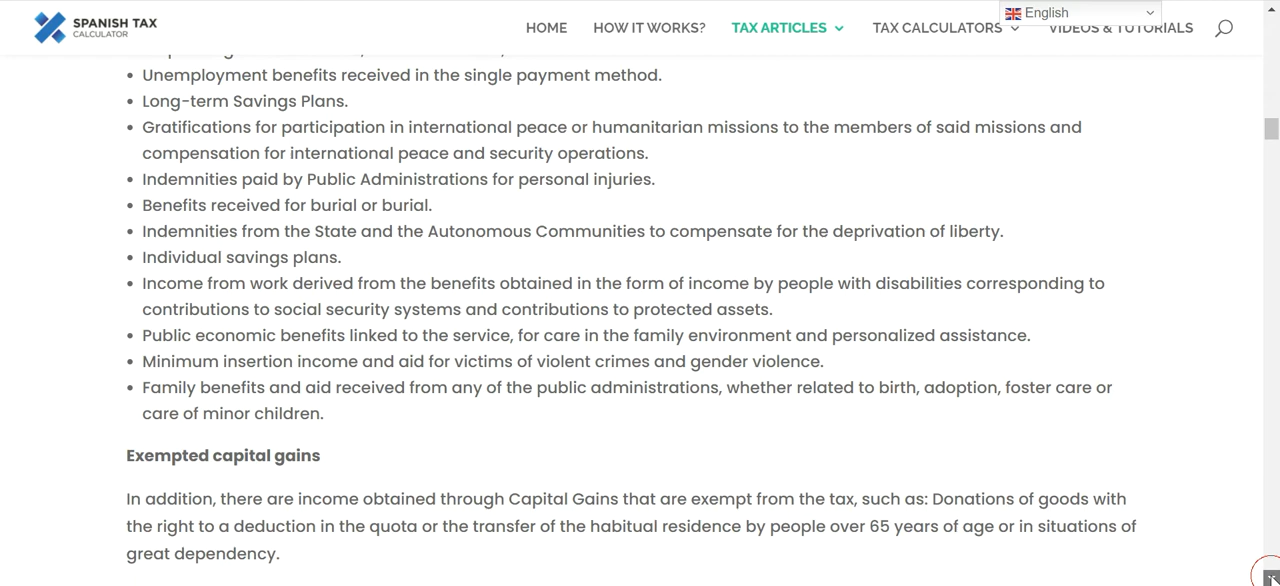 SPANISH TAX
CALCULATOR
HOME
HOW IT WORKS?
TAX ARTICLES
TAX CALCULATORS
VIDEOS & TUTORIALS
English
Unemployment benefits received in the single payment method.
Long-term Savings Plans.
Gratifications for participation in international peace or humanitarian missions to the members of said missions and
compensation for international peace and security operations.
Indemnities paid by Public Administrations for personal injuries.
Benefits received for burial or burial.
Indemnities from the State and the Autonomous Communities to compensate for the deprivation of liberty.
Individual savings plans.
Income from work derived from the benefits obtained in the form of income by people with disabilities corresponding to
contributions to social security systems and contributions to protected assets.
Public economic benefits linked to the service, for care in the family environment and personalized assistance.
Minimum insertion income and aid for victims of violent crimes and gender violence.
Family benefits and aid received from any of the public administrations, whether related to birth, adoption, foster care or
care of minor children.
Exempted capital gains
In addition, there are income obtained through Capital Gains that are exempt from the tax, such as: Donations of goods with
the right to a deduction in the quota or the transfer of the habitual residence by people over 65 years of age or in situations of
great dependency.